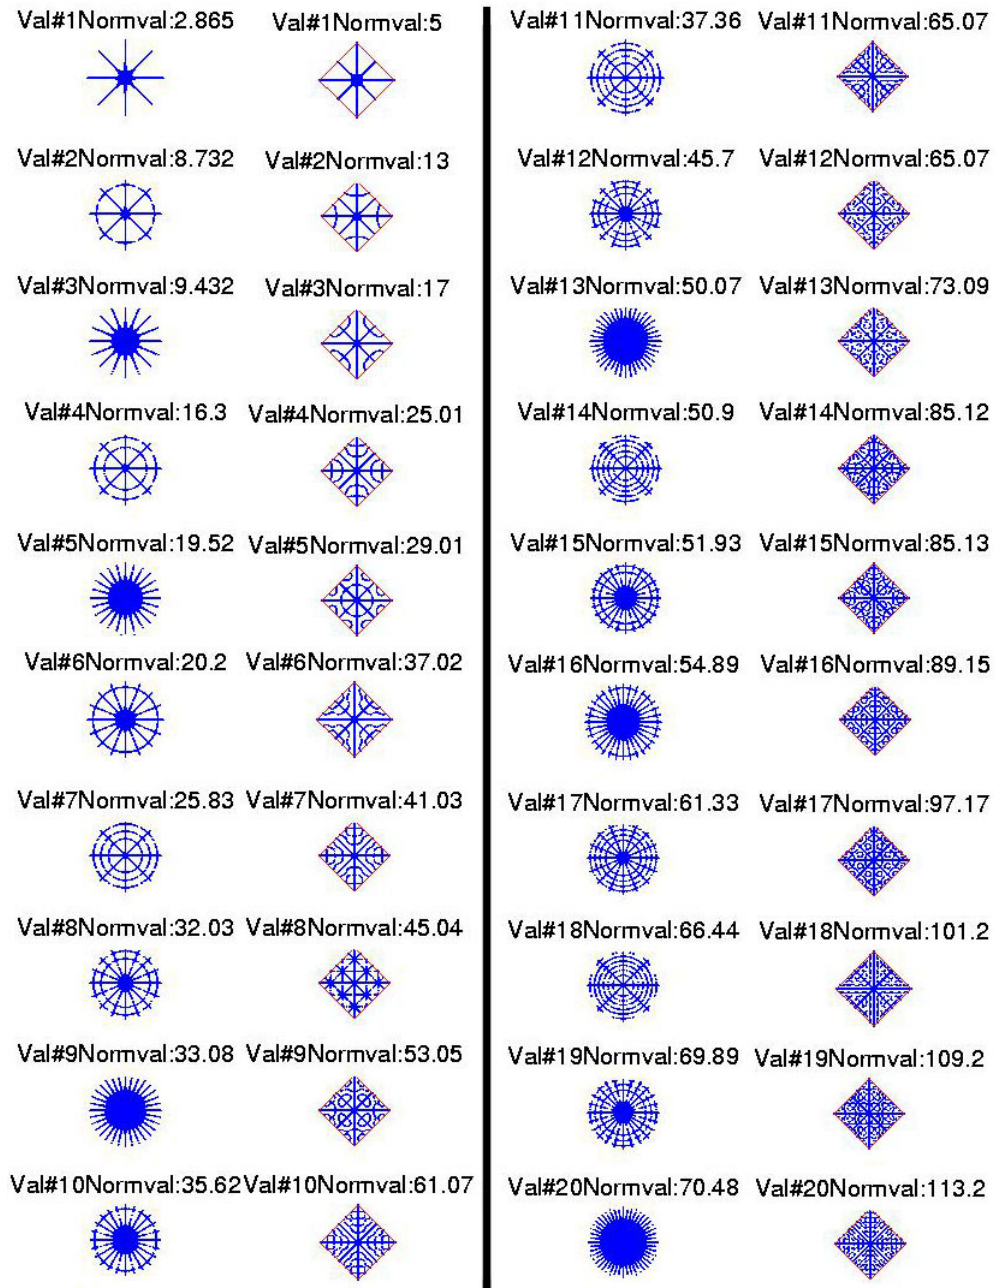 Val#1Normval:2.865 Val#1Normval:5
Val#2Normval:8.732 Val#2Normval:13
Val#3Normval:9.432 Val#3Normval:17
Val#4Normval:16.3 Val#4Normval:25.01
Val#5Normval:19.52 Val#5Normval:29.01
Val#6Normval:20.2 Val#6Normval:37.02
Val#7Normval:25.83 Val#7Normval:41.03
Val#8Normval:32.03 Val#8Normval:45.04
Val#9Normval:33.08 Val#9Normval:53.05
Val#10Normval:35.62 Val#10Normval:61.07
Val#11Normval:37.36 Val#11Normval:65.07
Val#12Normval:45.7 Val#12Normval:65.07
Val#13Normval:50.07 Val#13Normval:73.09
Val#14Normval:50.9 Val#14Normval:85.12
Val#15Normval:51.93 Val#15Normval:85.13
Val#16Normval:54.89 Val#16Normval:89.15
Val#17Normval:61.33 Val#17Normval:97.17
Val#18Normval:66.44 Val#18Normval:101.2
Val#19Normval:69.89 Val#19Normval:109.2
Val#20Normval:70.48 Val#20Normval:113.2